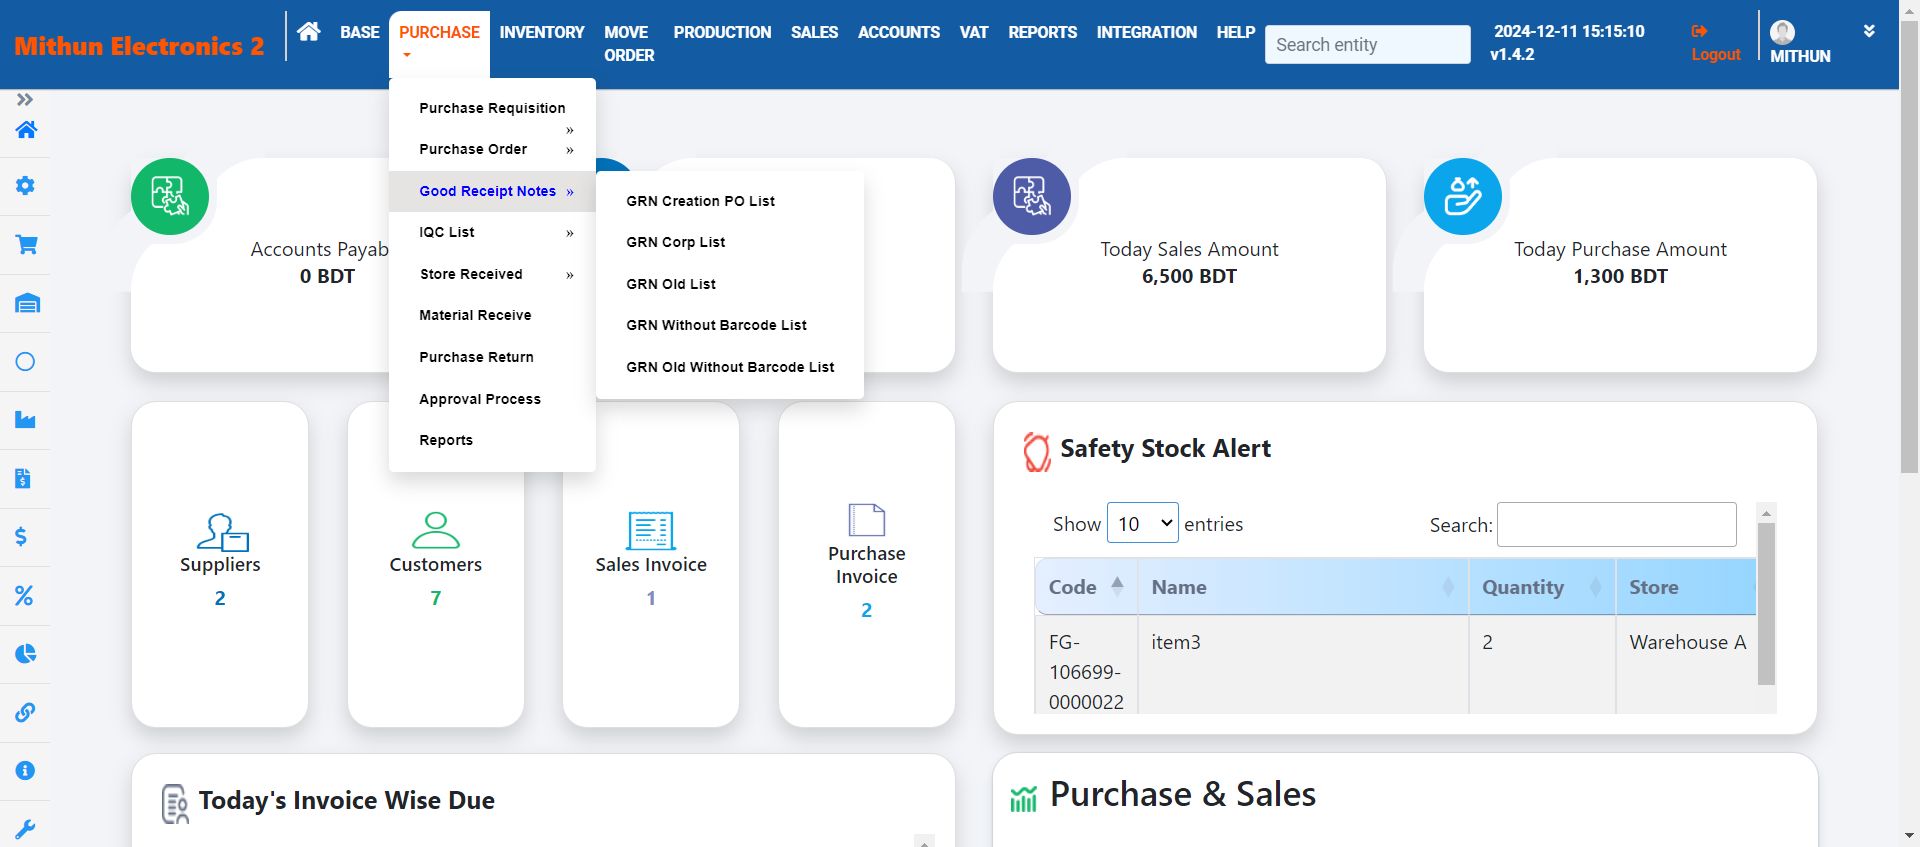 Mithun Electronics 2
BASE
PURCHASE
INVENTORY
MOVE
ORDER
PRODUCTION
SALES
ACCOUNTS
VAT
REPORTS
INTEGRATION
HELP
Search entity
2024-12-11 15:15:10
v1.4.2
Logout
MITHUN
Purchase Requisition »
Purchase Order »
Good Receipt Notes »
IQC List »
Store Received »
Material Receive
Purchase Return
Approval Process
Reports
GRN Creation PO List
GRN Corp List
GRN Old List
GRN Without Barcode List
GRN Old Without Barcode List
Accounts Payab
0 BDT
Today Sales Amount
6,500 BDT
Today Purchase Amount
1,300 BDT
Suppliers
2
Customers
7
Sales Invoice
1
Purchase
Invoice
2
Safety Stock Alert
Show 10 entries
Search:
Code Name Quantity Store
FG-
106699-
0000022
item3
2
Warehouse A
Today's Invoice Wise Due
Purchase & Sales